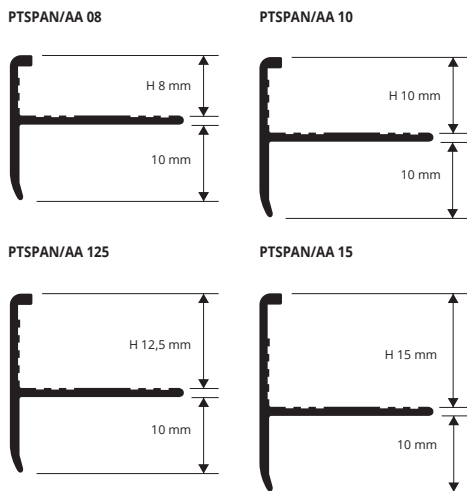 PTSPAN/AA 08
H 8 mm
10 mm
PTSPAN/AA 10
H 10 mm
10 mm
PTSPAN/AA 125
H 12,5 mm
10 mm
PTSPAN/AA 15
H 15 mm
10 mm